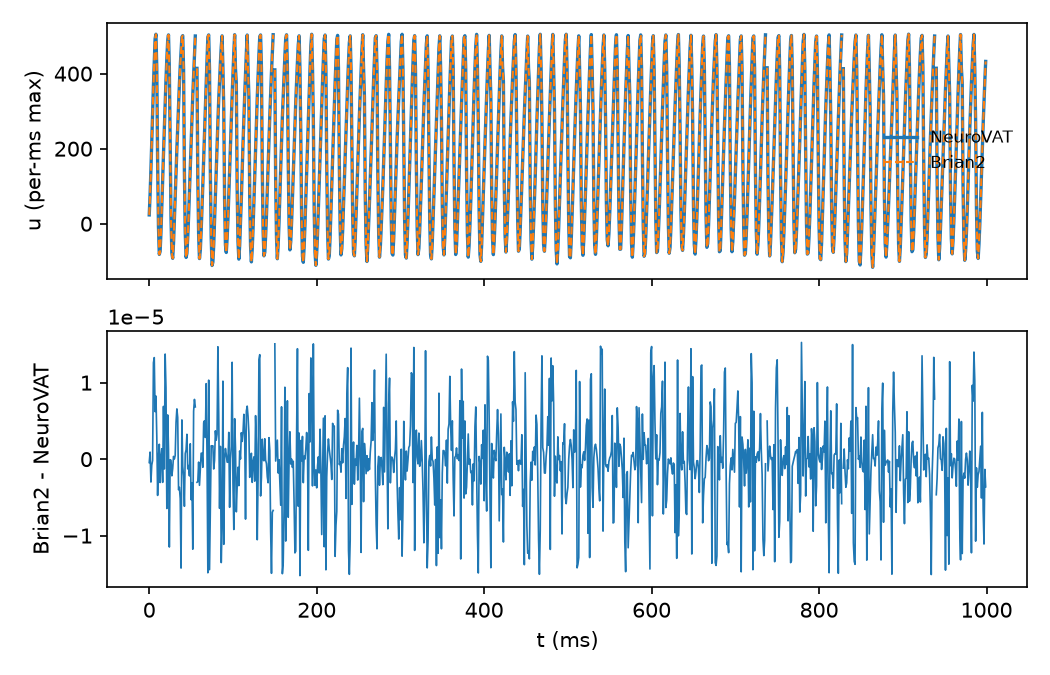 u (per-ms max)
400
200
0
NeuroVAT
Brian2
1e−5
Brian2 - NeuroVAT
1
0
−1
0 200 400 600 800 1000
t (ms)